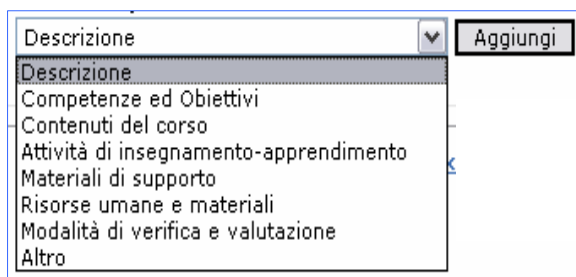 Descrizione
Aggiungi
Descrizione
Competenze ed Obiettivi
Contenuti del corso
Attività di insegnamento-apprendimento
Materiali di supporto
Risorse umane e materiali
Modalità di verifica e valutazione
Altro